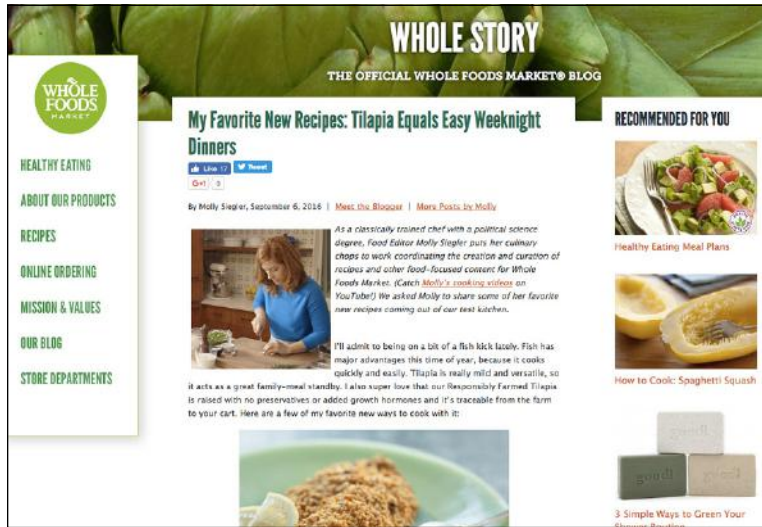 WHOLE STORY
THE OFFICIAL WHOLE FOODS MARKET® BLOG
WHOLE
FOODS
MARKET
HEALTHY EATING
ABOUT OUR PRODUCTS
RECIPES
ONLINE ORDERING
MISSION & VALUES
OUR BLOG
STORE DEPARTMENTS
My Favorite New Recipes: Tilapia Equals Easy Weeknight
Dinners
Like 17 Tweet
G+1 0
By Molly Siegler, September 6, 2016 | Meet the Blogger | More Posts by Molly
As a classically trained chef with a political science
degree, Food Editor Molly Siegler puts her culinary
chops to work coordinating the creation and curation of
recipes and other food-focused content for Whole
Foods Market. (Catch Molly's cooking videos on
YouTube!) We asked Molly to share some of her favorite
new recipes coming out of our test kitchen.
I'll admit to being on a bit of a fish kick lately. Fish has
major advantages this time of year, because it cooks
quickly and easily. Tilapia is really mild and versatile, so
it acts as a great family-meal standby. I also super love that our Responsibly Farmed Tilapia
is raised with no preservatives or added growth hormones and it's traceable from the farm
to your cart. Here are a few of my favorite new ways to cook with it:
RECOMMENDED FOR YOU
Healthy Eating Meal Plans
How to Cook: Spaghetti Squash
3 Simple Ways to Green Your
Shower Routine